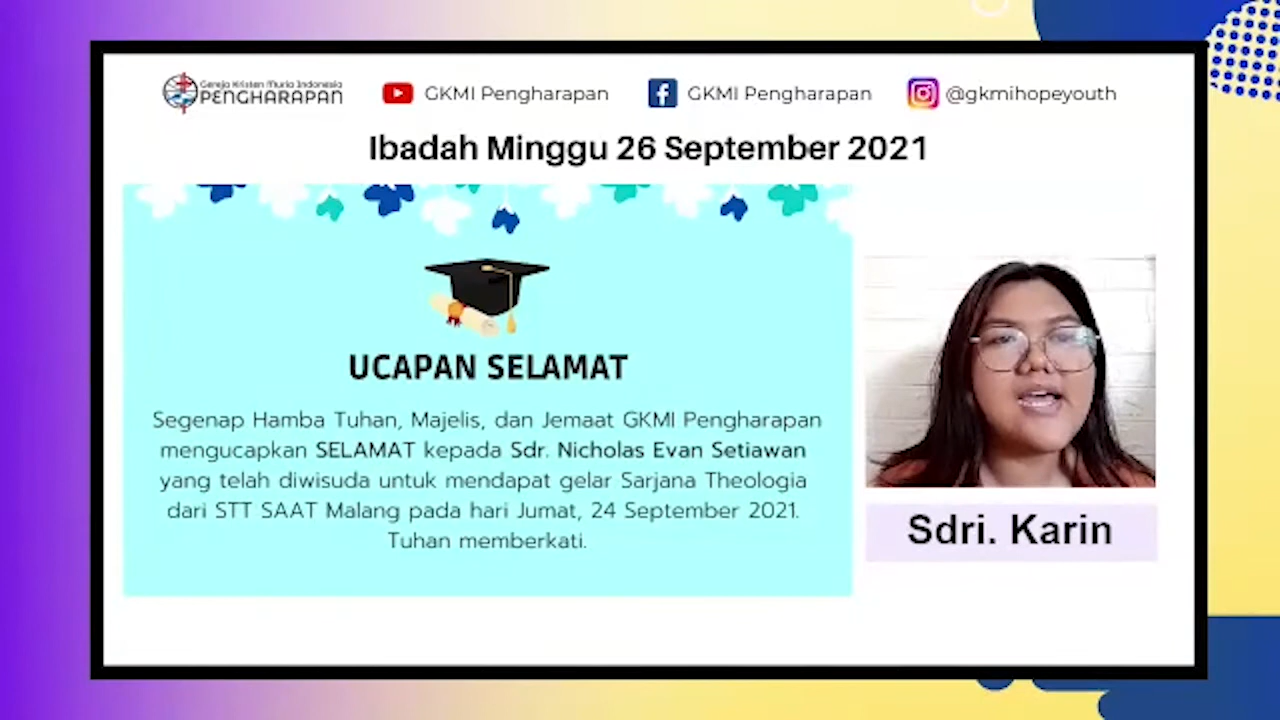 Gereja Kristen Muria Indonesia
PENGHARAPAN
GKMI Pengharapan
GKMI Pengharapan
@gkmihopeyouth
Ibadah Minggu 26 September 2021
UCAPAN SELAMAT
Segenap Hamba Tuhan, Majelis, dan Jemaat GKMI Pengharapan
mengucapkan SELAMAT kepada Sdr. Nicholas Evan Setiawan
yang telah diwisuda untuk mendapat gelar Sarjana Theologia
dari STT SAAT Malang pada hari Jumat, 24 September 2021.
Tuhan memberkati.
Sdri. Karin